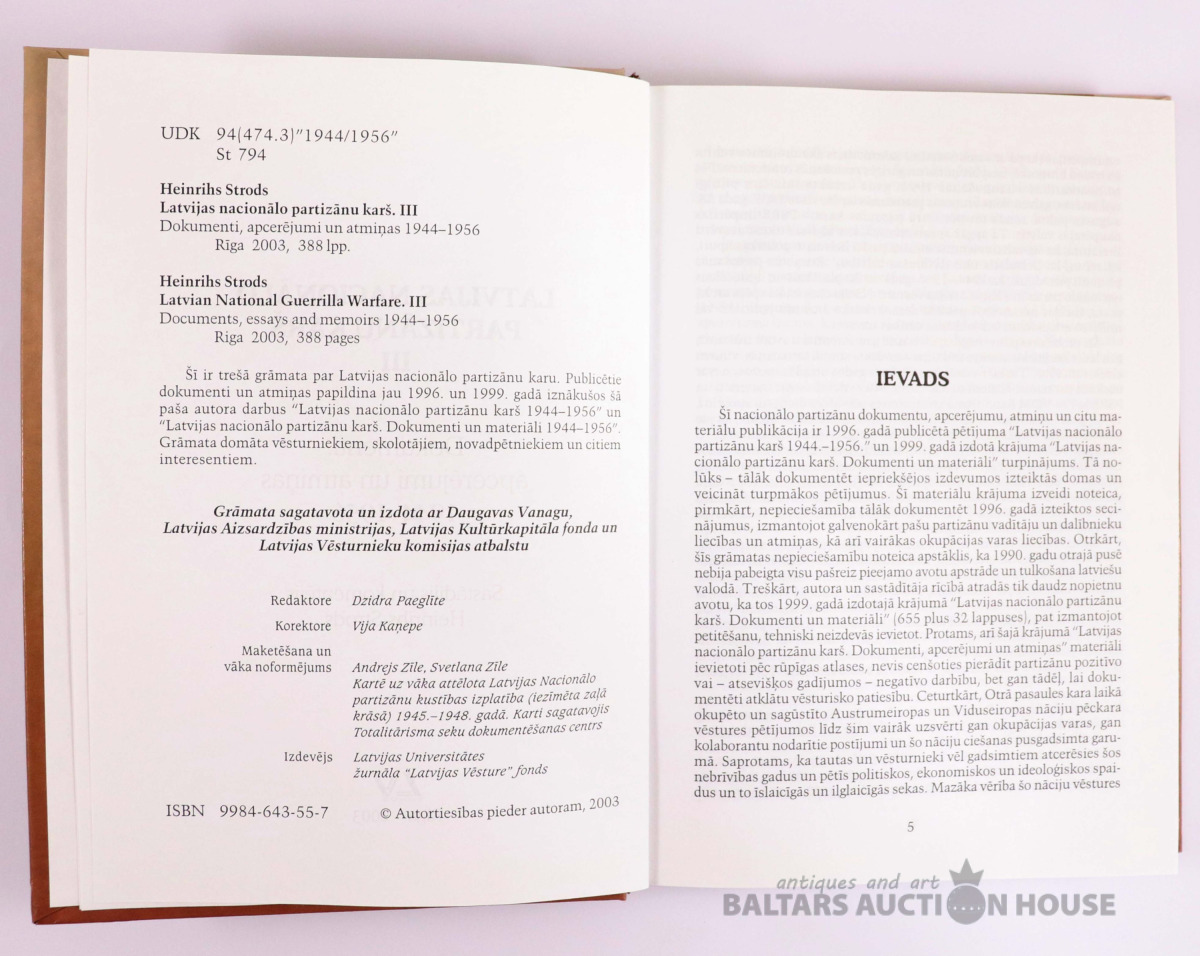 UDK 94(474.3)"1944/1956"
St 794
Heinrihs Strods
Latvijas nacionālo partizānu karš. III
Dokumenti, apcerējumi un atmiņas 1944–1956
Rīga 2003, 388 lpp.
Heinrihs Strods
Latvian National Guerrilla Warfare. III
Documents, essays and memoirs 1944–1956
Riga 2003, 388 pages
Šī ir trešā grāmata par Latvijas nacionālo partizānu karu. Publicētie
dokumenti un atmiņas papildina jau 1996. un 1999. gadā iznākušos šā
paša autora darbus "Latvijas nacionālo partizānu karš 1944–1956" un
"Latvijas nacionālo partizānu karš. Dokumenti un materiāli 1944–1956".
Grāmata domāta vēsturniekiem, skolotājiem, novadpētniekiem un citiem
interesentiem.
Grāmata sagatavota un izdota ar Daugavas Vanagu,
Latvijas Aizsardzības ministrijas, Latvijas Kultūrkapitāla fonda un
Latvijas Vēsturnieku komisijas atbalstu
Redaktore Dzidra Paeglīte
Korektore Vija Kaņepe
Maketēšana un
vāka noformējums Andrejs Zīle, Svetlana Zīle
Kartē uz vāka attēlota Latvijas Nacionālo
partizānu kustības izplatība (iezīmēta zaļā
krāsā) 1945.–1948. gadā. Karti sagatavojis
Totalitārisma seku dokumentēšanas centrs
Izdevējs Latvijas Universitātes
žurnāla "Latvijas Vēsture" fonds
ISBN 9984-643-55-7 © Autortiesības pieder autoram, 2003
IEVADS
Šī nacionālo partizānu dokumentu, apcerējumu, atmiņu un citu ma-
teriālu publikācija ir 1996. gadā publicētā pētījuma "Latvijas nacionālo
partizānu karš 1944.–1956." un 1999. gadā izdotā krājuma "Latvijas na-
cionālo partizānu karš. Dokumenti un materiāli" turpinājums. Tā no-
lūks – tālāk dokumentēt iepriekšējos izdevumos izteiktās domas un
veicināt turpmākos pētījumus. Šī materiālu krājuma izveidi noteica,
pirmkārt, nepieciešamība tālāk dokumentēt 1996. gadā izteiktos seci-
nājumus, izmantojot galvenokārt pašu partizānu vadītāju un dalībnieku
liecības un atmiņas, kā arī vairākas okupācijas varas liecības. Otrkārt,
šīs grāmatas nepieciešamību noteica apstāklis, ka 1990. gadu otrajā pusē
nebija pabeigta visu pašreiz pieejamo avotu apstrāde un tulkošana latviešu
valodā. Treškārt, autora un sastādītāja rīcībā atradās tik daudz nopietnu
avotu, ka tos 1999. gadā izdotajā krājumā "Latvijas nacionālo partizānu
karš. Dokumenti un materiāli" (655 plus 32 lappuses), pat izmantojot
petitēšanu, tehniski neizdevās ievietot. Protams, arī šajā krājumā "Latvijas
nacionālo partizānu karš. Dokumenti, apcerējumi un atmiņas" materiāli
ievietoti pēc rūpīgas atlases, nevis cenšoties pierādīt partizānu pozitīvo
vai – atsevišķos gadījumos – negatīvo darbību, bet gan tādēļ, lai doku-
mentēti atklātu vēsturisko patiesību. Ceturtkārt, Otrā pasaules kara laikā
okupēto un sagūstīto Austrumeiropas un Viduseiropas nāciju pēckara
vēstures pētījumos līdz šim vairāk uzsvērti gan okupācijas varas, gan
kolaborantu nodarītie postījumi un šo nāciju ciešanas pusgadsimta garu-
mā. Saprotams, ka tautas un vēsturnieki vēl gadsimtiem atcerēsies šos
nebrīvības gadus un pētīs politiskos, ekonomiskos un ideoloģiskos spai-
dus un to īslaicīgās un ilglaicīgās sekas. Mazāka vērība šo nāciju vēstures
5
antiques and art
BALTARS AUCTION HOUSE